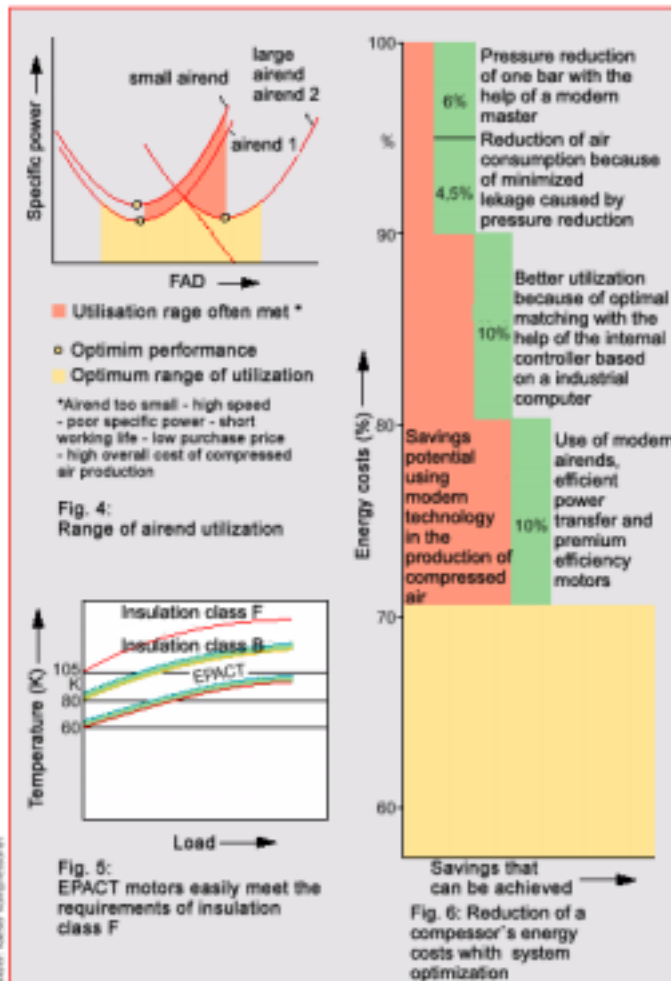 small airend
large
airend
airend 2
airend 1
Specific power
FAD
Utilisation rage often met *
Optimim performance
Optimum range of utilization
*Airend too small - high speed
- poor specific power - short
working life - low purchase price
- high overall cost of compressed
air production
Fig. 4:
Range of airend utilization
Temperature (K)
Insulation class F
Insulation class B
EPACT
105
K
80
60
Load
Fig. 5:
EPACT motors easily meet the
requirements of insulation
class F
100
%
90
80
70
60
Energy costs (%)
6%
Pressure reduction
of one bar with the
help of a modern
master
4,5%
Reduction of air
consumption because
of minimized
lekage caused by
pressure reduction
10%
Better utilization
because of optimal
matching with the
help of the internal
controller based
on a industrial
computer
Savings
potential
using
modern
technology
in the
production of
compressed
air
10%
Use of modern
airends,
efficient
power
transfer and
premium
efficiency
motors
Savings that
can be achieved
Fig. 6: Reduction of a
compessor´s energy
costs whith system
optimization